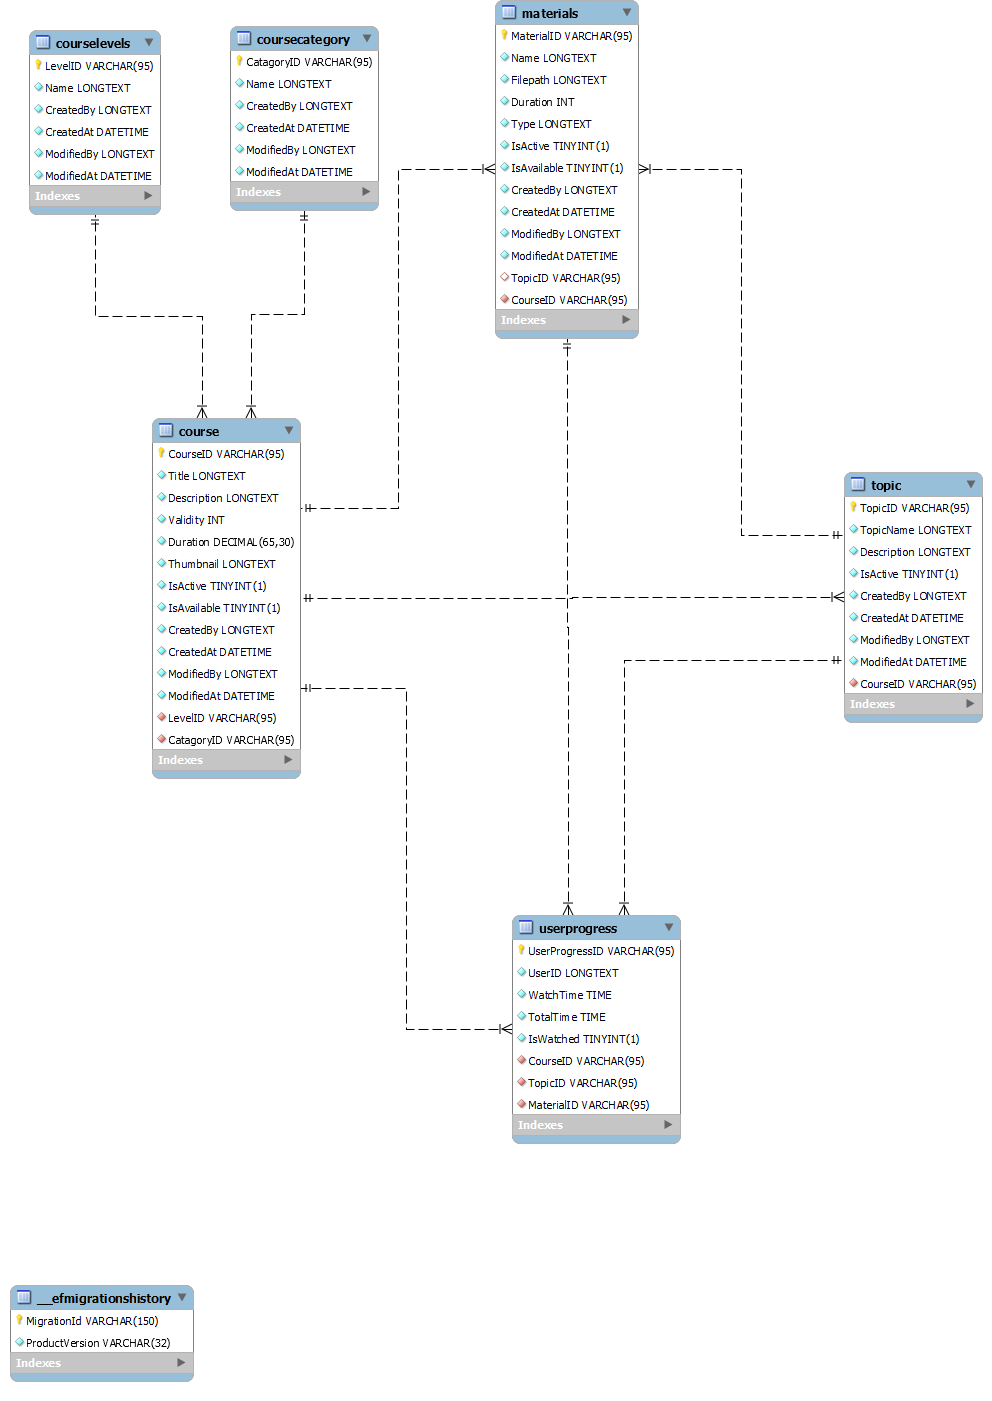 courselevels
LevelID VARCHAR(95)
Name LONGTEXT
CreatedBy LONGTEXT
CreatedAt DATETIME
ModifiedBy LONGTEXT
ModifiedAt DATETIME
Indexes
coursecategory
CatagoryID VARCHAR(95)
Name LONGTEXT
CreatedBy LONGTEXT
CreatedAt DATETIME
ModifiedBy LONGTEXT
ModifiedAt DATETIME
Indexes
materials
MaterialID VARCHAR(95)
Name LONGTEXT
Filepath LONGTEXT
Duration INT
Type LONGTEXT
IsActive TINYINT(1)
IsAvailable TINYINT(1)
CreatedBy LONGTEXT
CreatedAt DATETIME
ModifiedBy LONGTEXT
ModifiedAt DATETIME
TopicID VARCHAR(95)
CourseID VARCHAR(95)
Indexes
course
CourseID VARCHAR(95)
Title LONGTEXT
Description LONGTEXT
Validity INT
Duration DECIMAL(65,30)
Thumbnail LONGTEXT
IsActive TINYINT(1)
IsAvailable TINYINT(1)
CreatedBy LONGTEXT
CreatedAt DATETIME
ModifiedBy LONGTEXT
ModifiedAt DATETIME
LevelID VARCHAR(95)
CatagoryID VARCHAR(95)
Indexes
topic
TopicID VARCHAR(95)
TopicName LONGTEXT
Description LONGTEXT
IsActive TINYINT(1)
CreatedBy LONGTEXT
CreatedAt DATETIME
ModifiedBy LONGTEXT
ModifiedAt DATETIME
CourseID VARCHAR(95)
Indexes
userprogress
UserProgressID VARCHAR(95)
UserID LONGTEXT
WatchTime TIME
TotalTime TIME
IsWatched TINYINT(1)
CourseID VARCHAR(95)
TopicID VARCHAR(95)
MaterialID VARCHAR(95)
Indexes
__efmigrationshistory
MigrationId VARCHAR(150)
ProductVersion VARCHAR(32)
Indexes